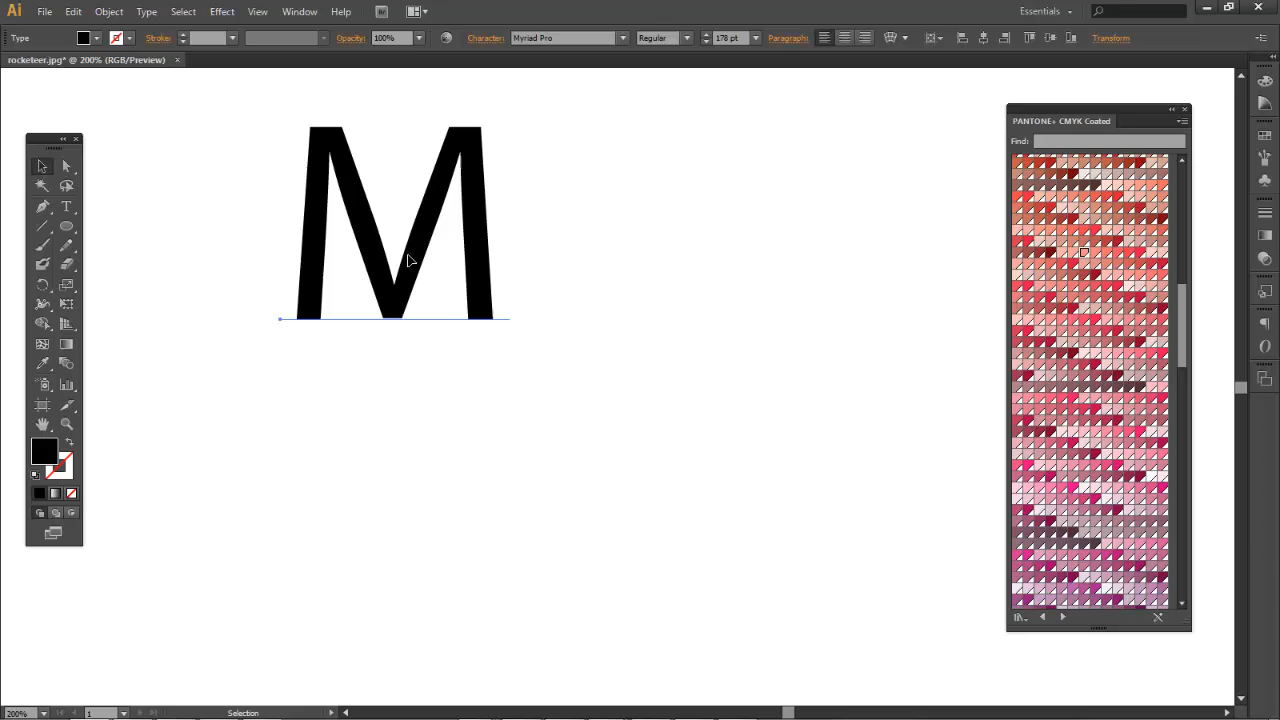 Ai File Edit Object Type Select Effect View Window Help Br Essentials
Type Stroke: Opacity: 100% Character: Myriad Pro Regular 178 pt Paragraph: Transform
rocketeer.jpg* @ 200% (RGB/Preview) ×
PANTONE+ CMYK Coated
Find:
M
200% 1 Selection